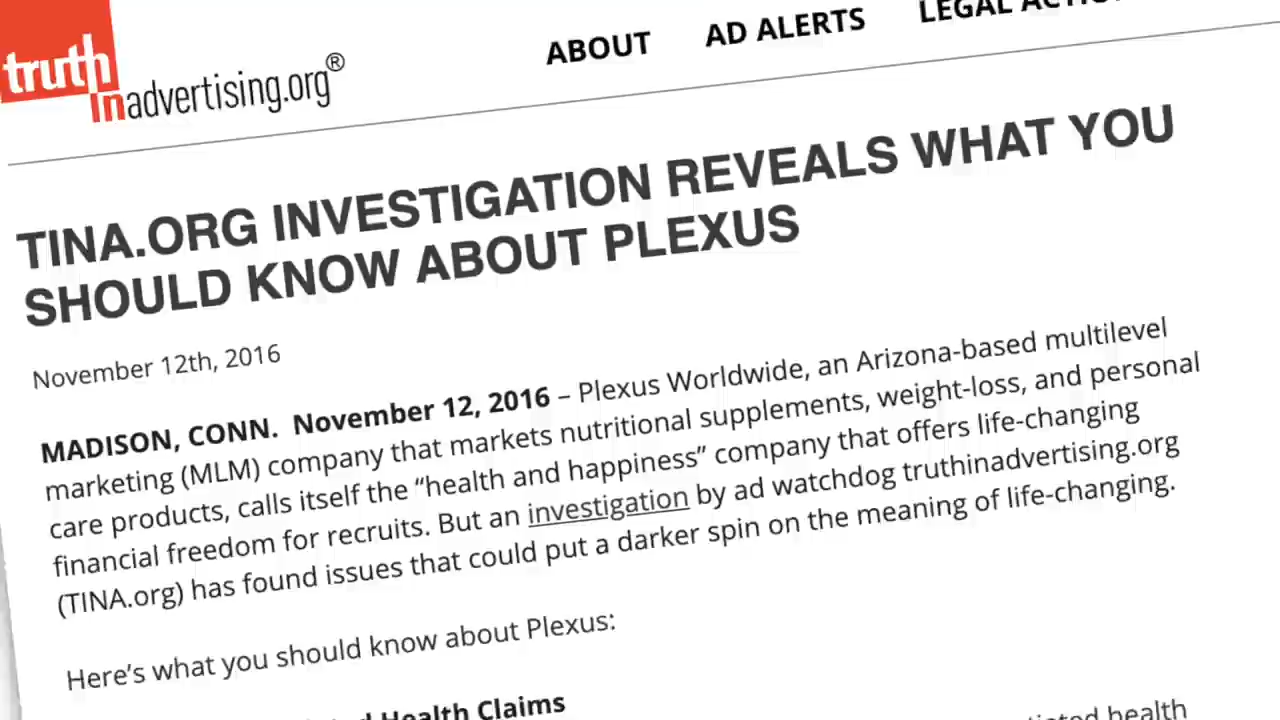 truth
inadvertising.org®
ABOUT AD ALERTS LEGAL
TINA.ORG INVESTIGATION REVEALS WHAT YOU
SHOULD KNOW ABOUT PLEXUS
November 12th, 2016
MADISON, CONN. November 12, 2016 – Plexus Worldwide, an Arizona-based multilevel
marketing (MLM) company that markets nutritional supplements, weight-loss, and personal
care products, calls itself the “health and happiness” company that offers life-changing
financial freedom for recruits. But an investigation by ad watchdog truthinadvertising.org
(TINA.org) has found issues that could put a darker spin on the meaning of life-changing.
Here’s what you should know about Plexus:
Health Claims
health